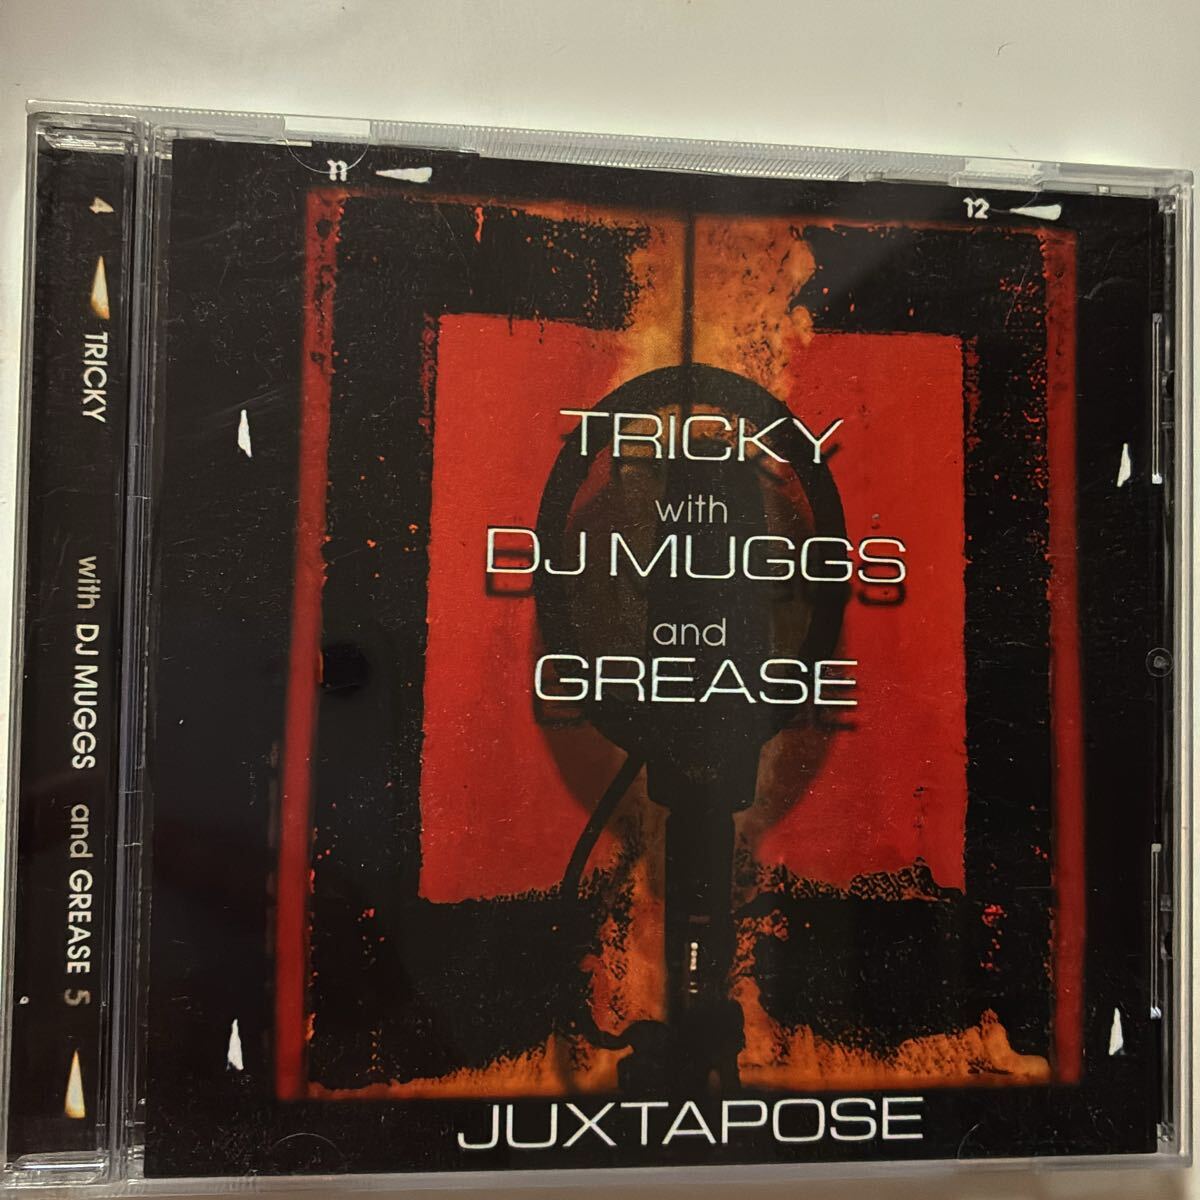 4 TRICKY with DJ MUGGS and GREASE 5
11
12
TRICKY
with
DJ MUGGS
and
GREASE
JUXTAPOSE